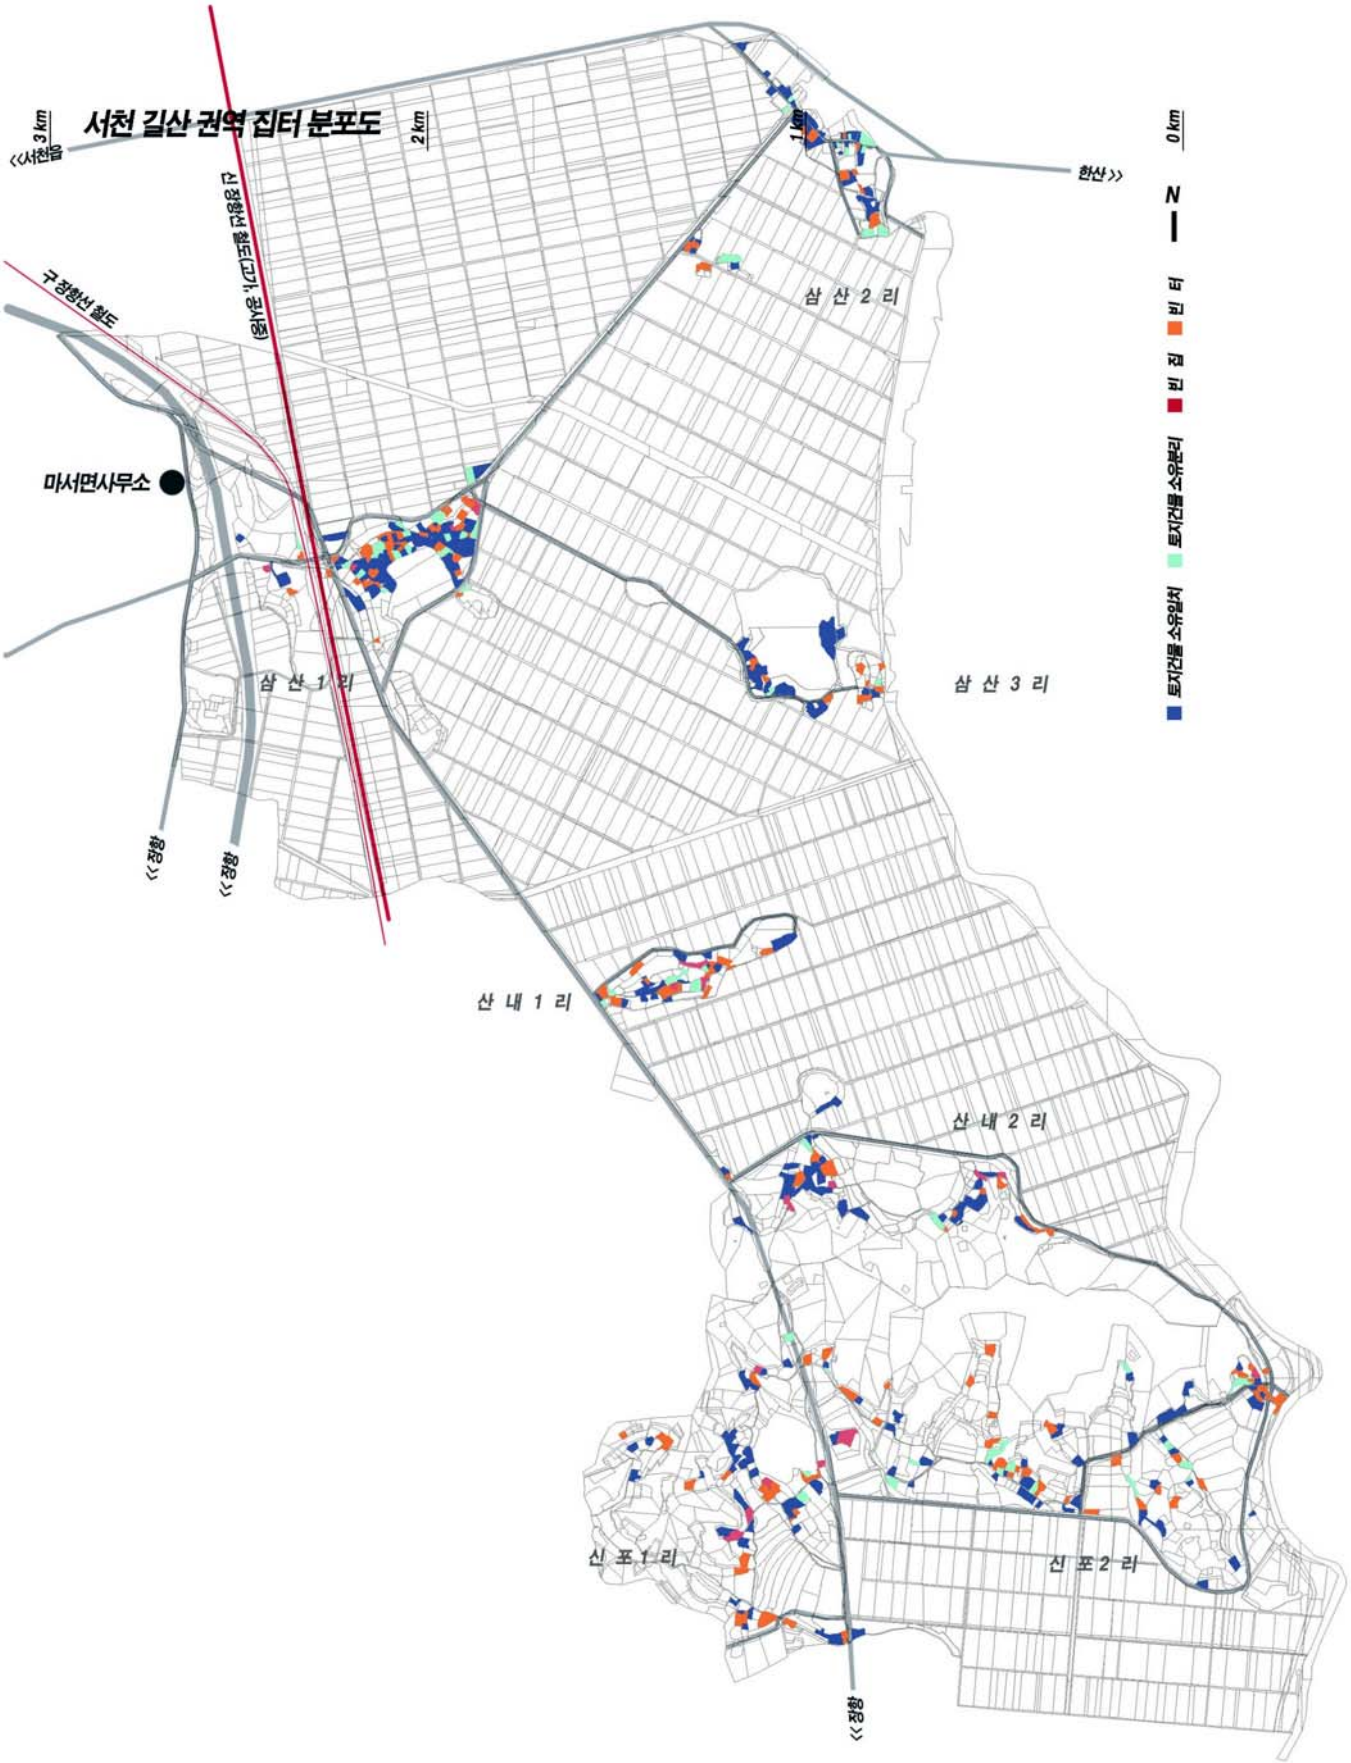 서천 길산 권역 집터 분포도
3 km
2 km
1 km
0 km
<<서천읍
한산 >>
N
신 장항선 철도(고가, 공사중)
구 장항선 철도
마서면사무소
삼 산 2 리
빈 터
빈 집
토지건물 소유분리
토지건물 소유일치
삼 산 1 리
삼 산 3 리
<< 장항
<< 장항
산 내 1 리
산 내 2 리
신 포 1 리
신 포 2 리
<< 장항